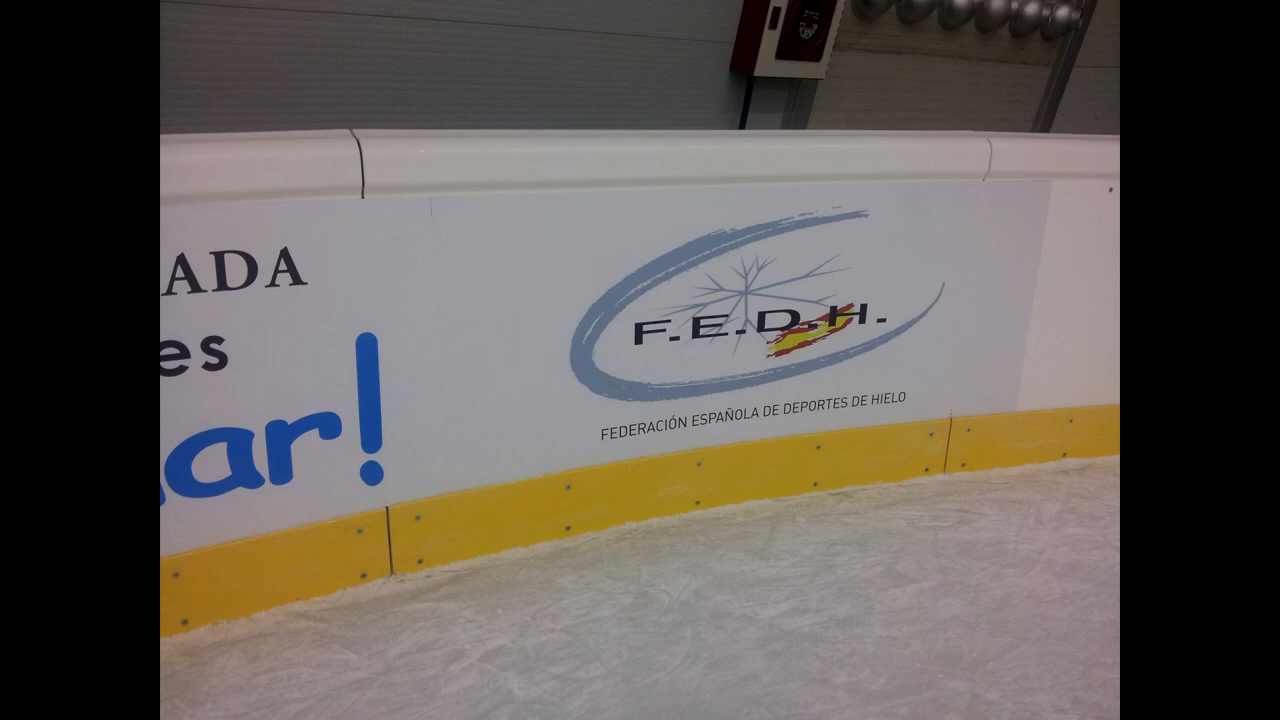 ADA
es
ar!
F.E.D.H.
FEDERACIÓN ESPAÑOLA DE DEPORTES DE HIELO